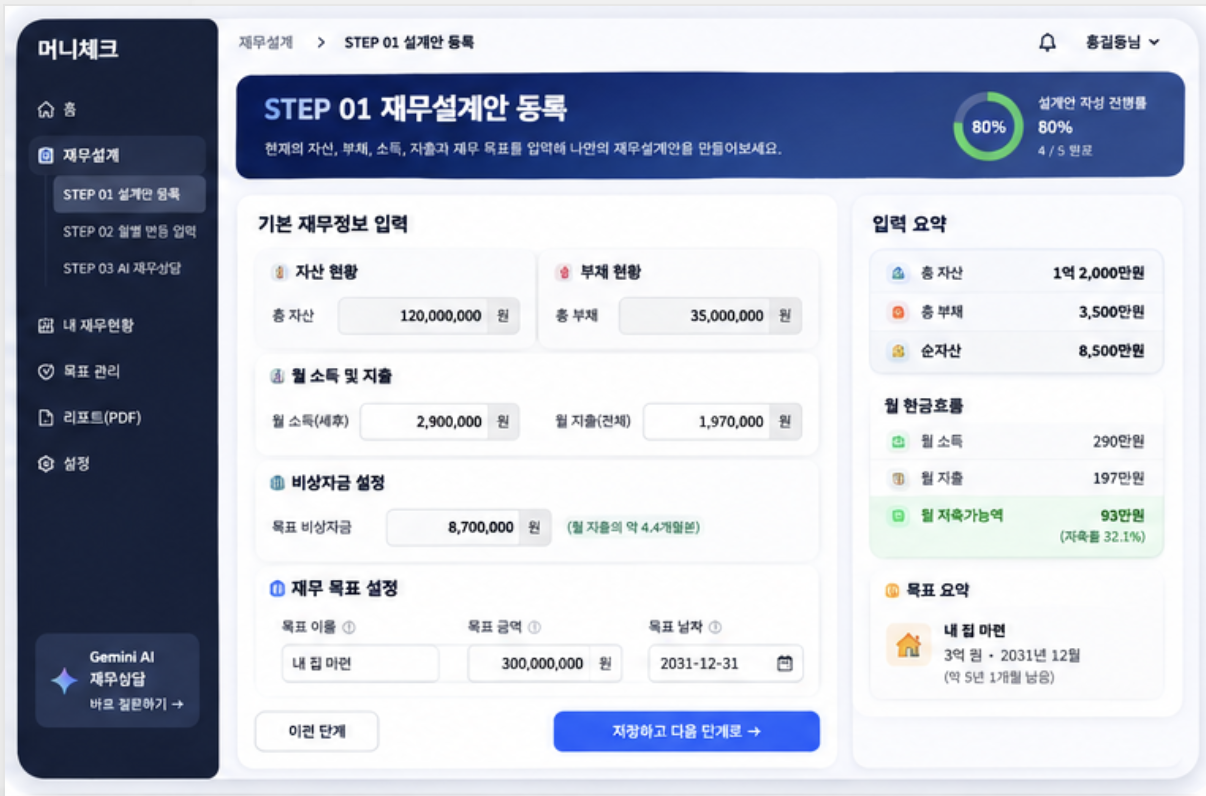 머니체크
홈
재무설계
STEP 01 설계안 등록
STEP 02 월별 변동 입력
STEP 03 AI 재무상담
내 재무현황
목표 관리
리포트(PDF)
설정
Gemini AI
재무상담
바로 질문하기 →
재무설계 > STEP 01 설계안 등록
홍길동님
STEP 01 재무설계안 등록
현재의 자산, 부채, 소득, 지출과 재무 목표를 입력해 나만의 재무설계안을 만들어보세요.
80%
설계안 작성 진행률
80%
4 / 5 완료
기본 재무정보 입력
자산 현황
총 자산 120,000,000 원
부채 현황
총 부채 35,000,000 원
월 소득 및 지출
월 소득(세후) 2,900,000 원
월 지출(전체) 1,970,000 원
비상자금 설정
목표 비상자금 8,700,000 원 (월 지출의 약 4.4개월분)
재무 목표 설정
목표 이름
내 집 마련
목표 금액
300,000,000 원
목표 날짜
2031-12-31
이전 단계
저장하고 다음 단계로 →
입력 요약
총 자산 1억 2,000만원
총 부채 3,500만원
순자산 8,500만원
월 현금흐름
월 소득 290만원
월 지출 197만원
월 저축가능액 93만원
(저축률 32.1%)
목표 요약
내 집 마련
3억 원 • 2031년 12월
(약 5년 1개월 남음)